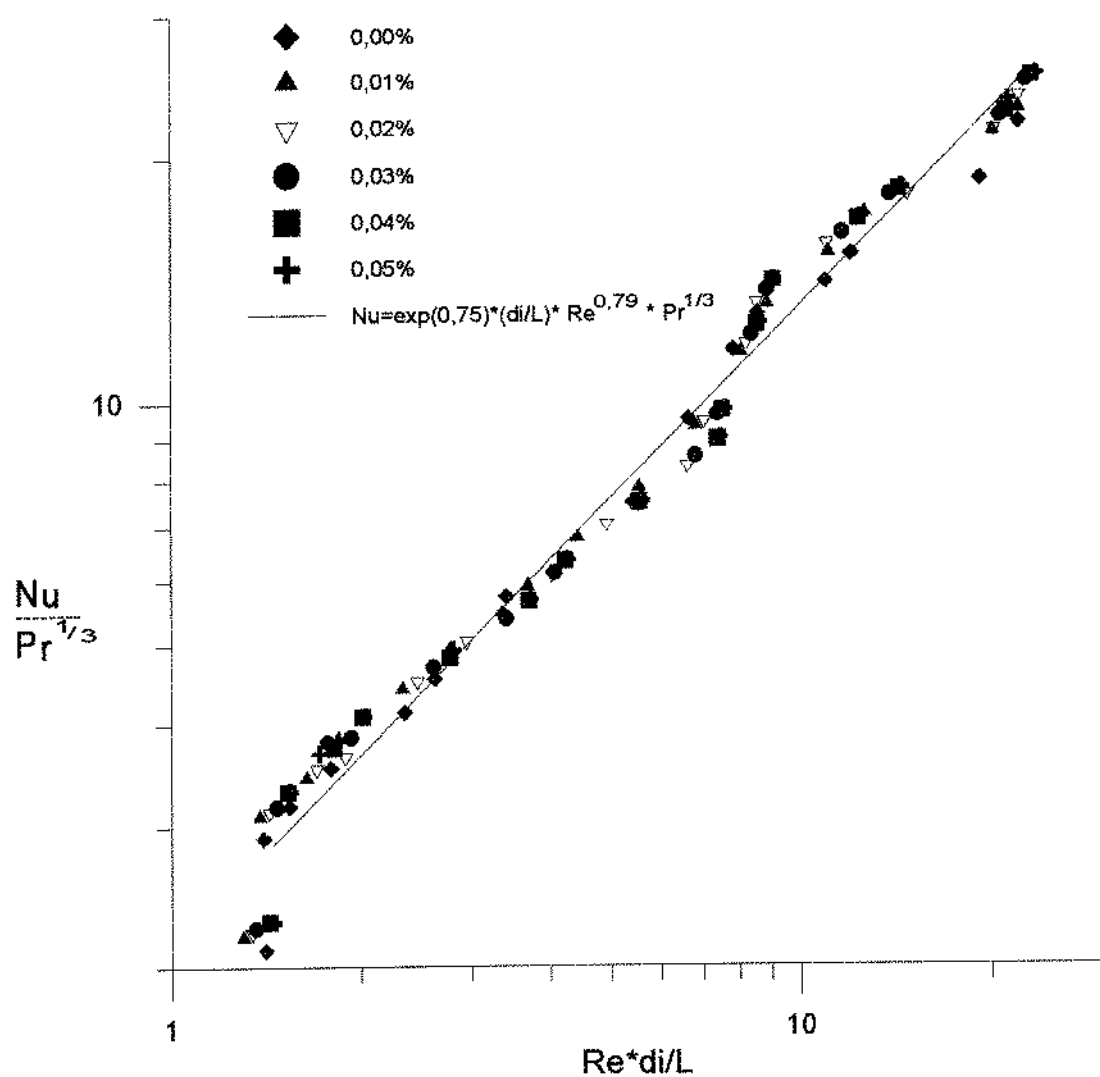 0,00%
0,01%
0,02%
0,03%
0,04%
0,05%
Nu=exp(0,75)*(di/L)* Re^0,79 * Pr^1/3
10
Nu
Pr^1/3
1
10
Re*di/L